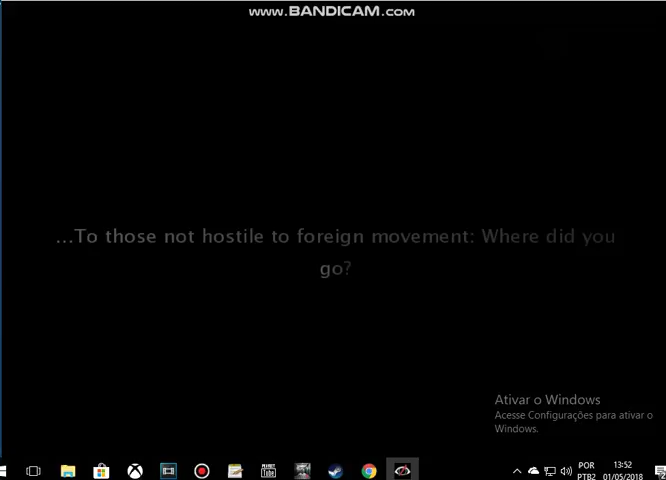 www.BANDICAM.com
...To those not hostile to foreign movement: Where did you
go?
Ativar o Windows
Acesse Configurações para ativar o
Windows.
POR
PTB2
13:52
01/05/2018